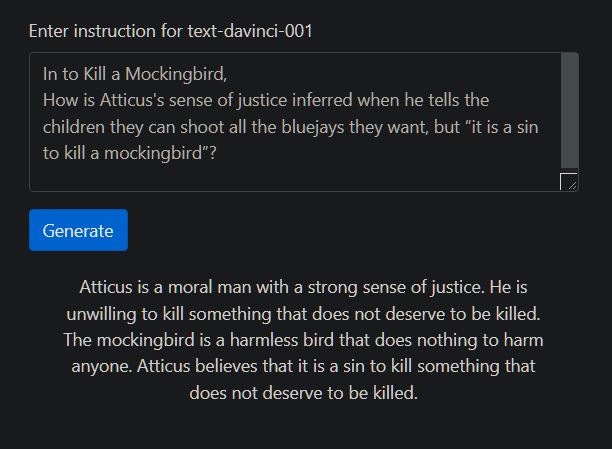 Enter instruction for text-davinci-001
In to Kill a Mockingbird,
How is Atticus's sense of justice inferred when he tells the
children they can shoot all the bluejays they want, but “it is a sin
to kill a mockingbird”?
Generate
Atticus is a moral man with a strong sense of justice. He is
unwilling to kill something that does not deserve to be killed.
The mockingbird is a harmless bird that does nothing to harm
anyone. Atticus believes that it is a sin to kill something that
does not deserve to be killed.